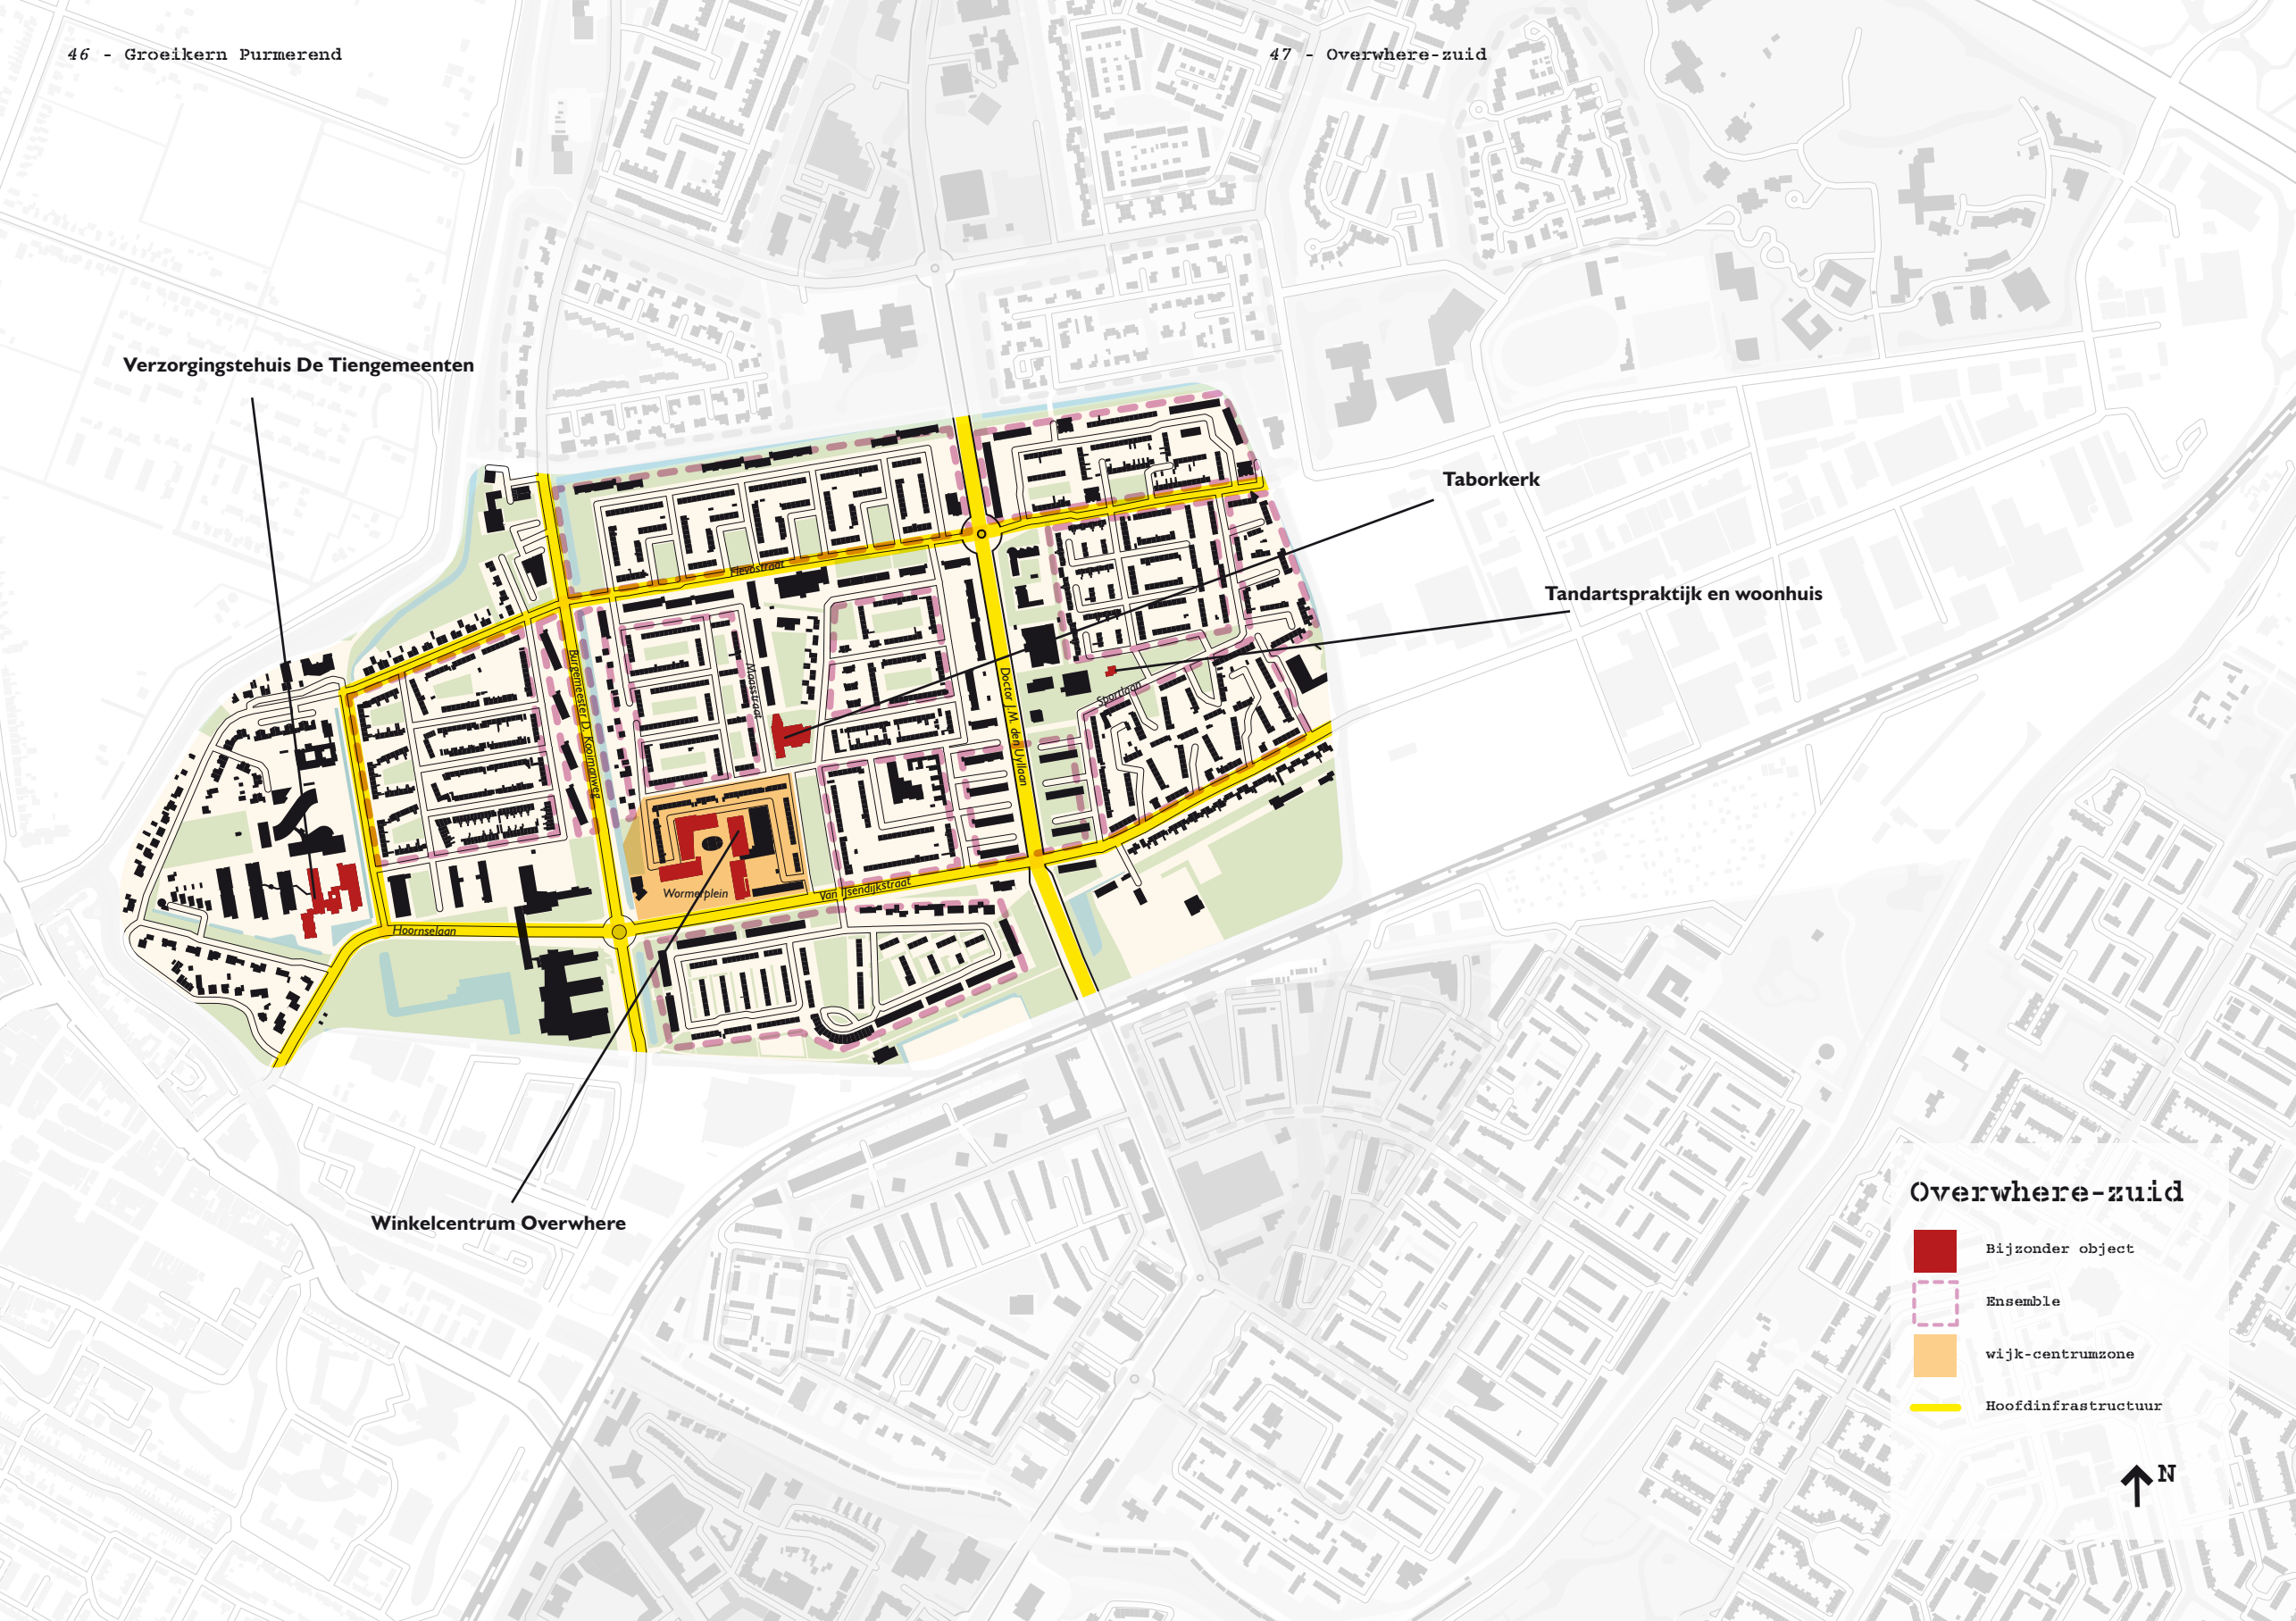 46 - Groeikern Purmerend
47 - Overwhere-zuid
Verzorgingstehuis De Tiengemeenten
Taborkerk
Tandartspraktijk en woonhuis
Flevostraat
Burgemeester D. Kooimanweg
Maasstraat
Doctor J.M. den Uyllaan
Sportlaan
Wormerplein
Van IJsendijkstraat
Hoornselaan
Winkelcentrum Overwhere
Overwhere-zuid
Bijzonder object
Ensemble
wijk-centrumzone
Hoofdinfrastructuur
N